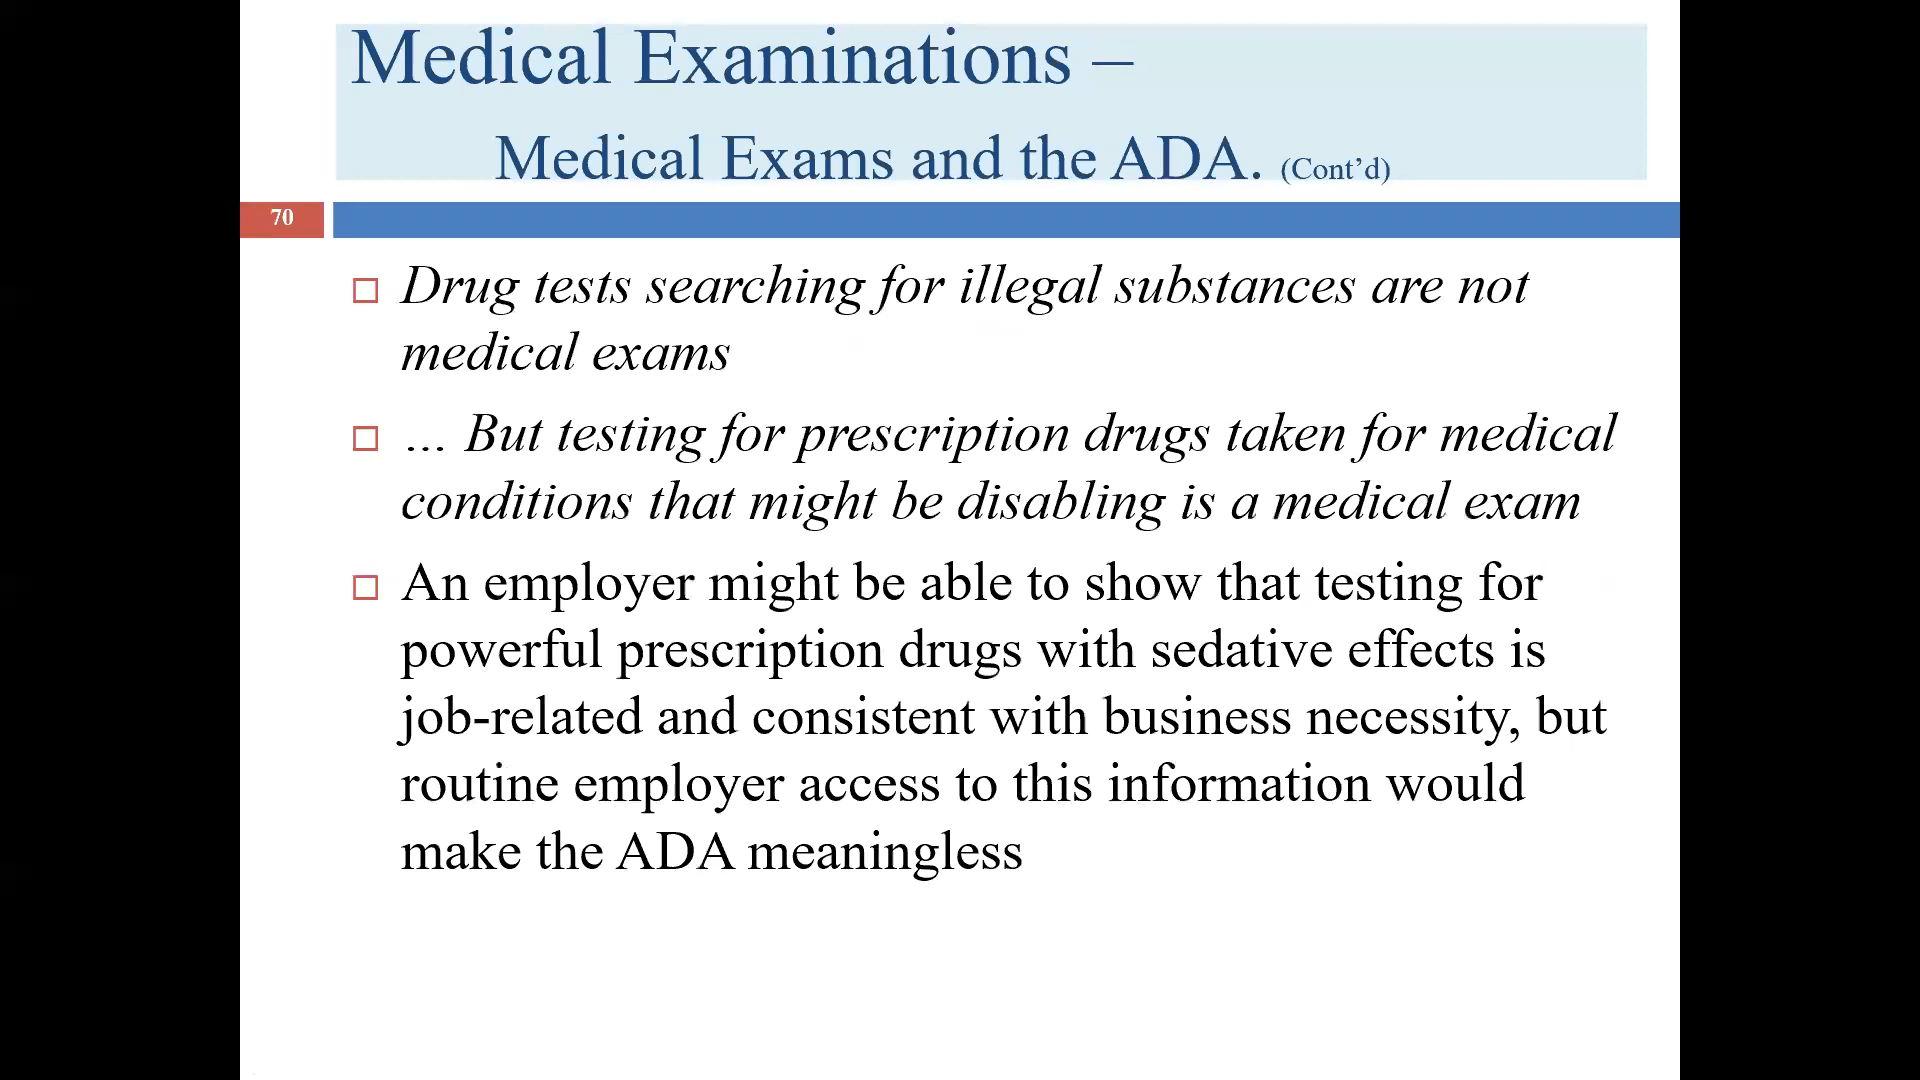 Medical Examinations –
Medical Exams and the ADA. (Cont’d)
70
Drug tests searching for illegal substances are not
medical exams
… But testing for prescription drugs taken for medical
conditions that might be disabling is a medical exam
An employer might be able to show that testing for
powerful prescription drugs with sedative effects is
job-related and consistent with business necessity, but
routine employer access to this information would
make the ADA meaningless